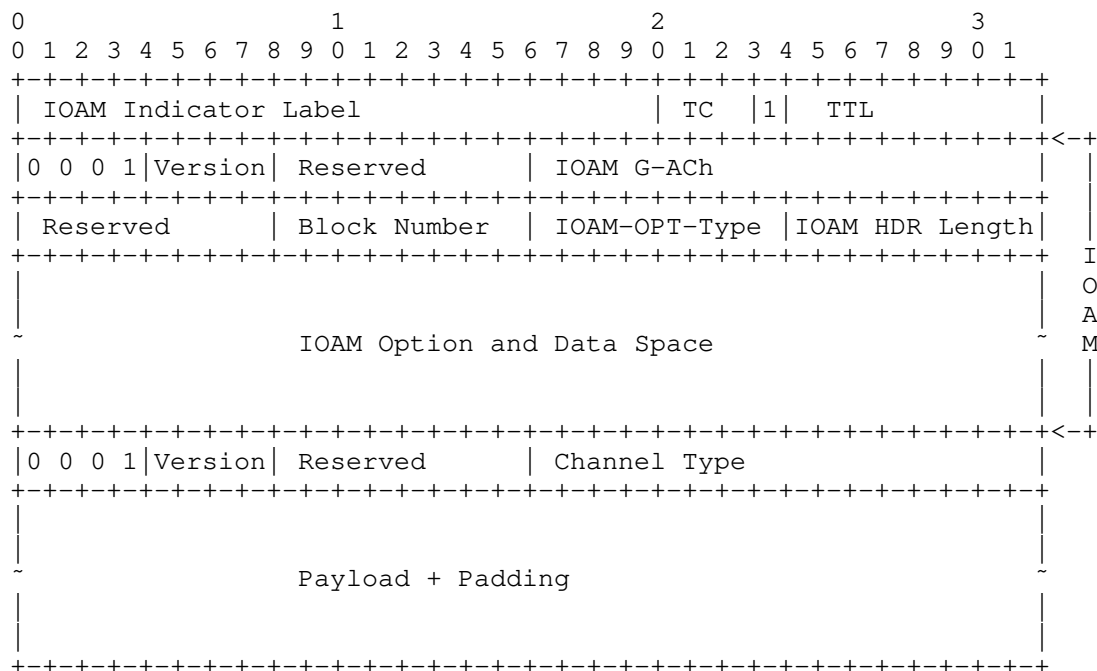 0                   1                   2                   3
0 1 2 3 4 5 6 7 8 9 0 1 2 3 4 5 6 7 8 9 0 1 2 3 4 5 6 7 8 9 0 1
+-+-+-+-+-+-+-+-+-+-+-+-+-+-+-+-+-+-+-+-+-+-+-+-+-+-+-+-+-+-+-+-+
| IOAM Indicator Label                  | TC  |1|  TTL          |
+-+-+-+-+-+-+-+-+-+-+-+-+-+-+-+-+-+-+-+-+-+-+-+-+-+-+-+-+-+-+-+-+<-+
|0 0 0 1|Version| Reserved      | IOAM G-ACh                    |  |
+-+-+-+-+-+-+-+-+-+-+-+-+-+-+-+-+-+-+-+-+-+-+-+-+-+-+-+-+-+-+-+-+  |
| Reserved      | Block Number  | IOAM-OPT-Type |IOAM HDR Length|  |
+-+-+-+-+-+-+-+-+-+-+-+-+-+-+-+-+-+-+-+-+-+-+-+-+-+-+-+-+-+-+-+-+  I
|                                                               |  O
|                                                               |  A
~                 IOAM Option and Data Space                    ~  M
|                                                               |  |
|                                                               |  |
+-+-+-+-+-+-+-+-+-+-+-+-+-+-+-+-+-+-+-+-+-+-+-+-+-+-+-+-+-+-+-+-+<-+
|0 0 0 1|Version| Reserved      | Channel Type                  |
+-+-+-+-+-+-+-+-+-+-+-+-+-+-+-+-+-+-+-+-+-+-+-+-+-+-+-+-+-+-+-+-+
|                                                               |
|                                                               |
~                 Payload + Padding                             ~
|                                                               |
|                                                               |
+-+-+-+-+-+-+-+-+-+-+-+-+-+-+-+-+-+-+-+-+-+-+-+-+-+-+-+-+-+-+-+-+